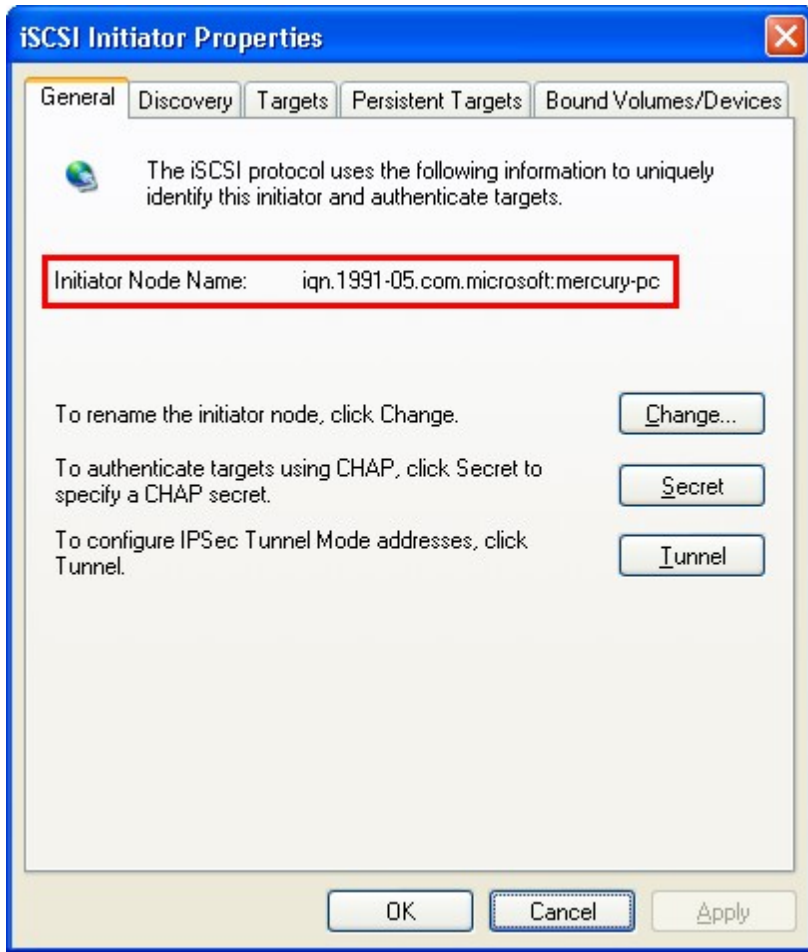 iSCSI Initiator Properties
General Discovery Targets Persistent Targets Bound Volumes/Devices
The iSCSI protocol uses the following information to uniquely
identify this initiator and authenticate targets.
Initiator Node Name: iqn.1991-05.com.microsoft:mercury-pc
To rename the initiator node, click Change.
Change...
To authenticate targets using CHAP, click Secret to
specify a CHAP secret.
Secret
To configure IPSec Tunnel Mode addresses, click
Tunnel.
Tunnel
OK Cancel Apply